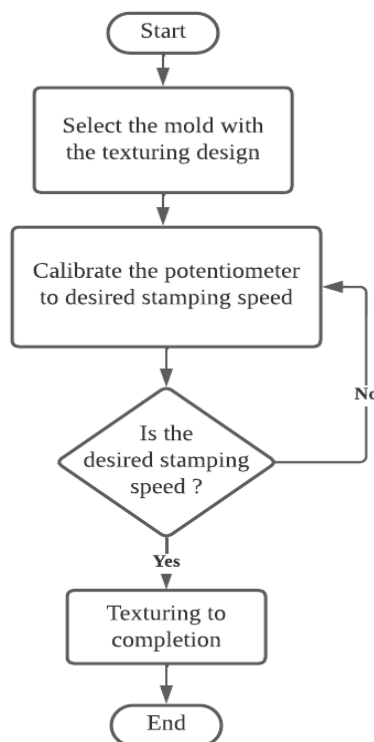 Start
Select the mold with
the texturing design
Calibrate the potentiometer
to desired stamping speed
Is the
desired stamping
speed ?
No
Yes
Texturing to
completion
End